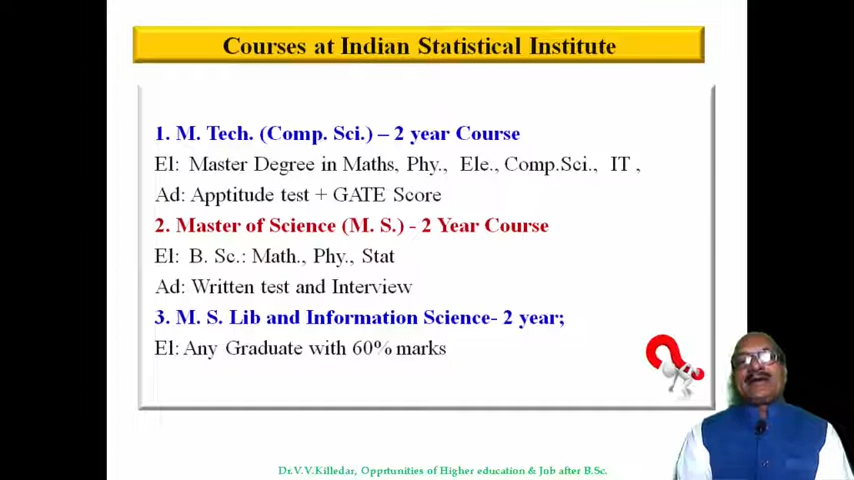 Courses at Indian Statistical Institute
1. M. Tech. (Comp. Sci.) – 2 year Course
El: Master Degree in Maths, Phy., Ele., Comp.Sci., IT ,
Ad: Apptitude test + GATE Score
2. Master of Science (M. S.) - 2 Year Course
El: B. Sc.: Math., Phy., Stat
Ad: Written test and Interview
3. M. S. Lib and Information Science- 2 year;
El: Any Graduate with 60% marks
Dr.V.V.Killedar, Opprtunities of Higher education & Job after B.Sc.